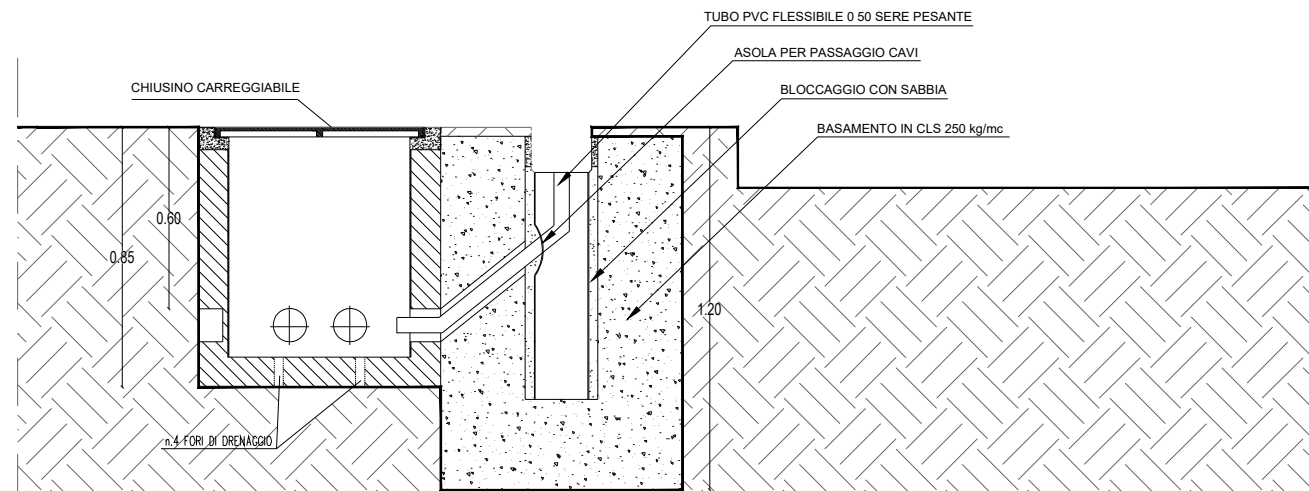 TUBO PVC FLESSIBILE 0 50 SERE PESANTE
ASOLA PER PASSAGGIO CAVI
CHIUSINO CARREGGIABILE
BLOCCAGGIO CON SABBIA
BASAMENTO IN CLS 250 kg/mc
0.60
0.85
1.20
n.4 FORI DI DRENAGGIO